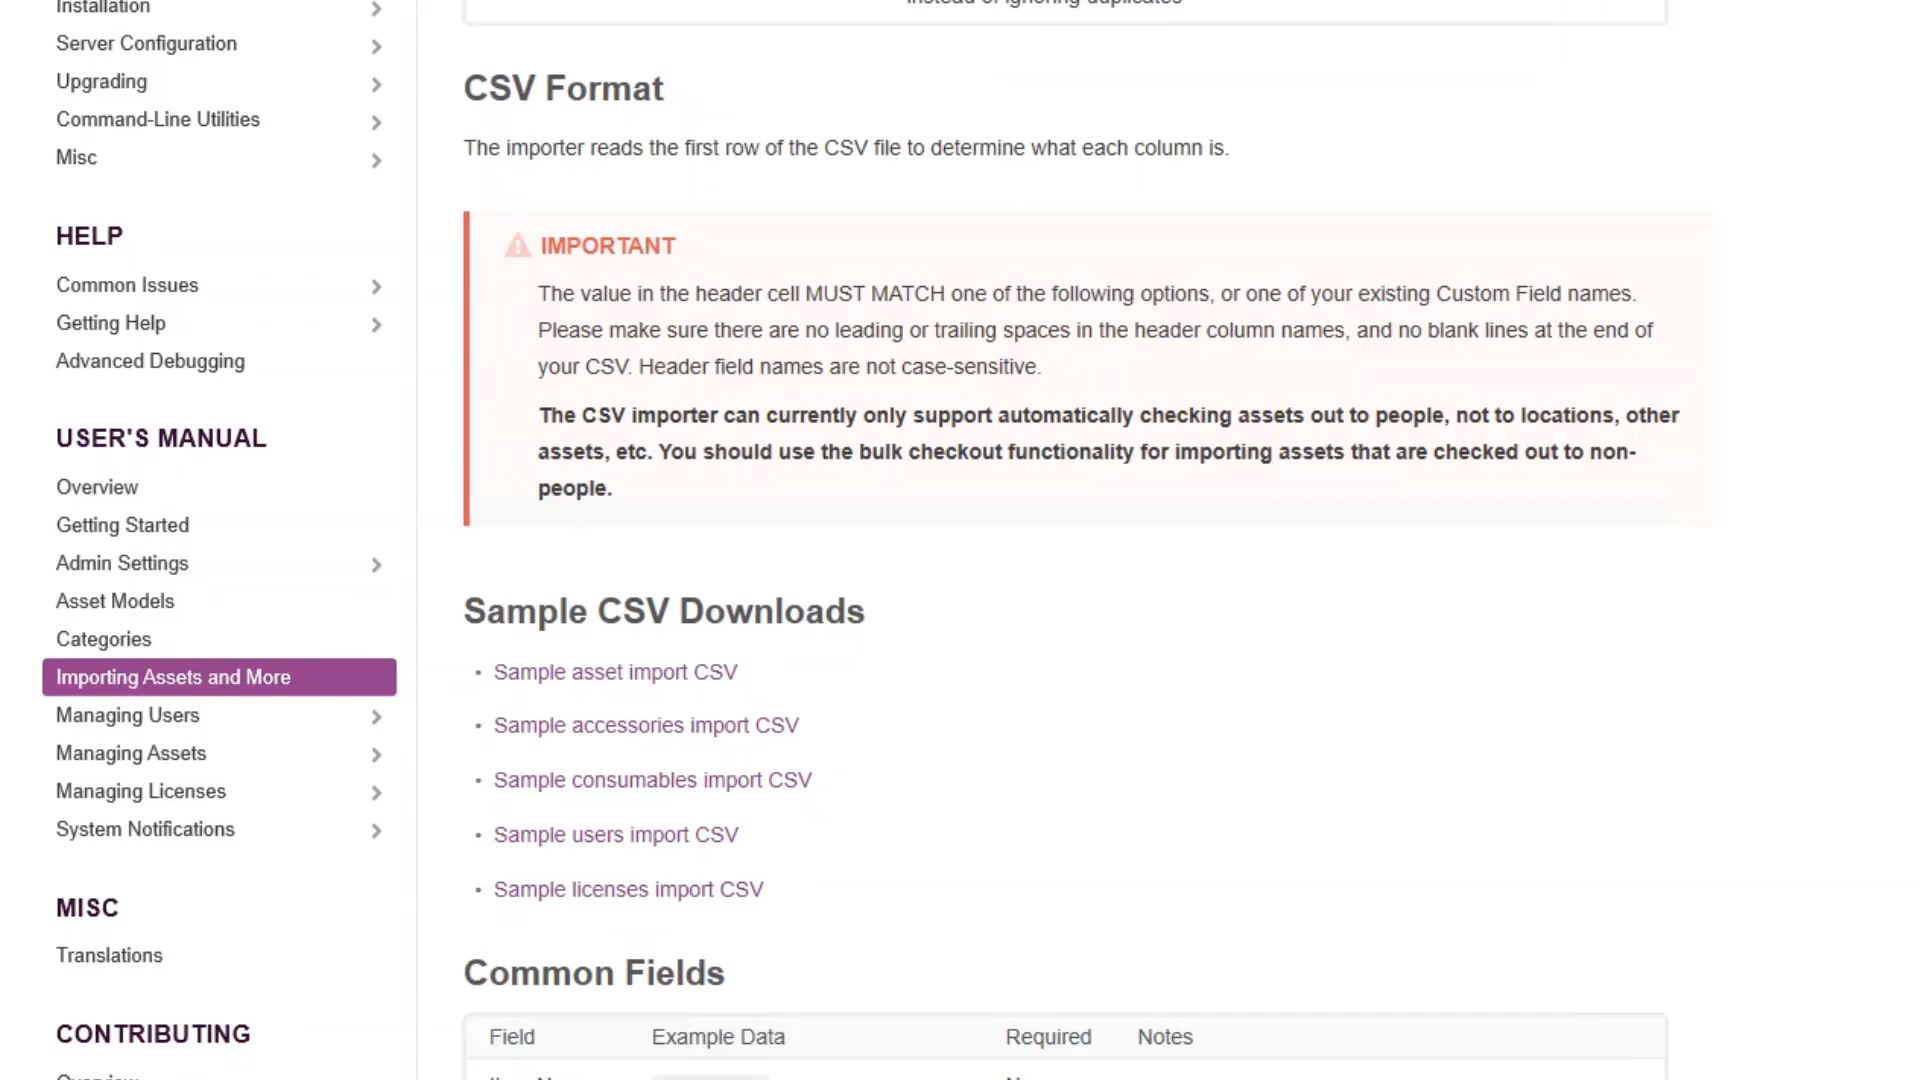 Installation
Server Configuration
Upgrading
Command-Line Utilities
Misc
HELP
Common Issues
Getting Help
Advanced Debugging
USER'S MANUAL
Overview
Getting Started
Admin Settings
Asset Models
Categories
Importing Assets and More
Managing Users
Managing Assets
Managing Licenses
System Notifications
MISC
Translations
CONTRIBUTING
Overview
instead of ignoring duplicates
CSV Format
The importer reads the first row of the CSV file to determine what each column is.
IMPORTANT
The value in the header cell MUST MATCH one of the following options, or one of your existing Custom Field names.
Please make sure there are no leading or trailing spaces in the header column names, and no blank lines at the end of
your CSV. Header field names are not case-sensitive.
The CSV importer can currently only support automatically checking assets out to people, not to locations, other
assets, etc. You should use the bulk checkout functionality for importing assets that are checked out to non-
people.
Sample CSV Downloads
• Sample asset import CSV
• Sample accessories import CSV
• Sample consumables import CSV
• Sample users import CSV
• Sample licenses import CSV
Common Fields
Field Example Data Required Notes